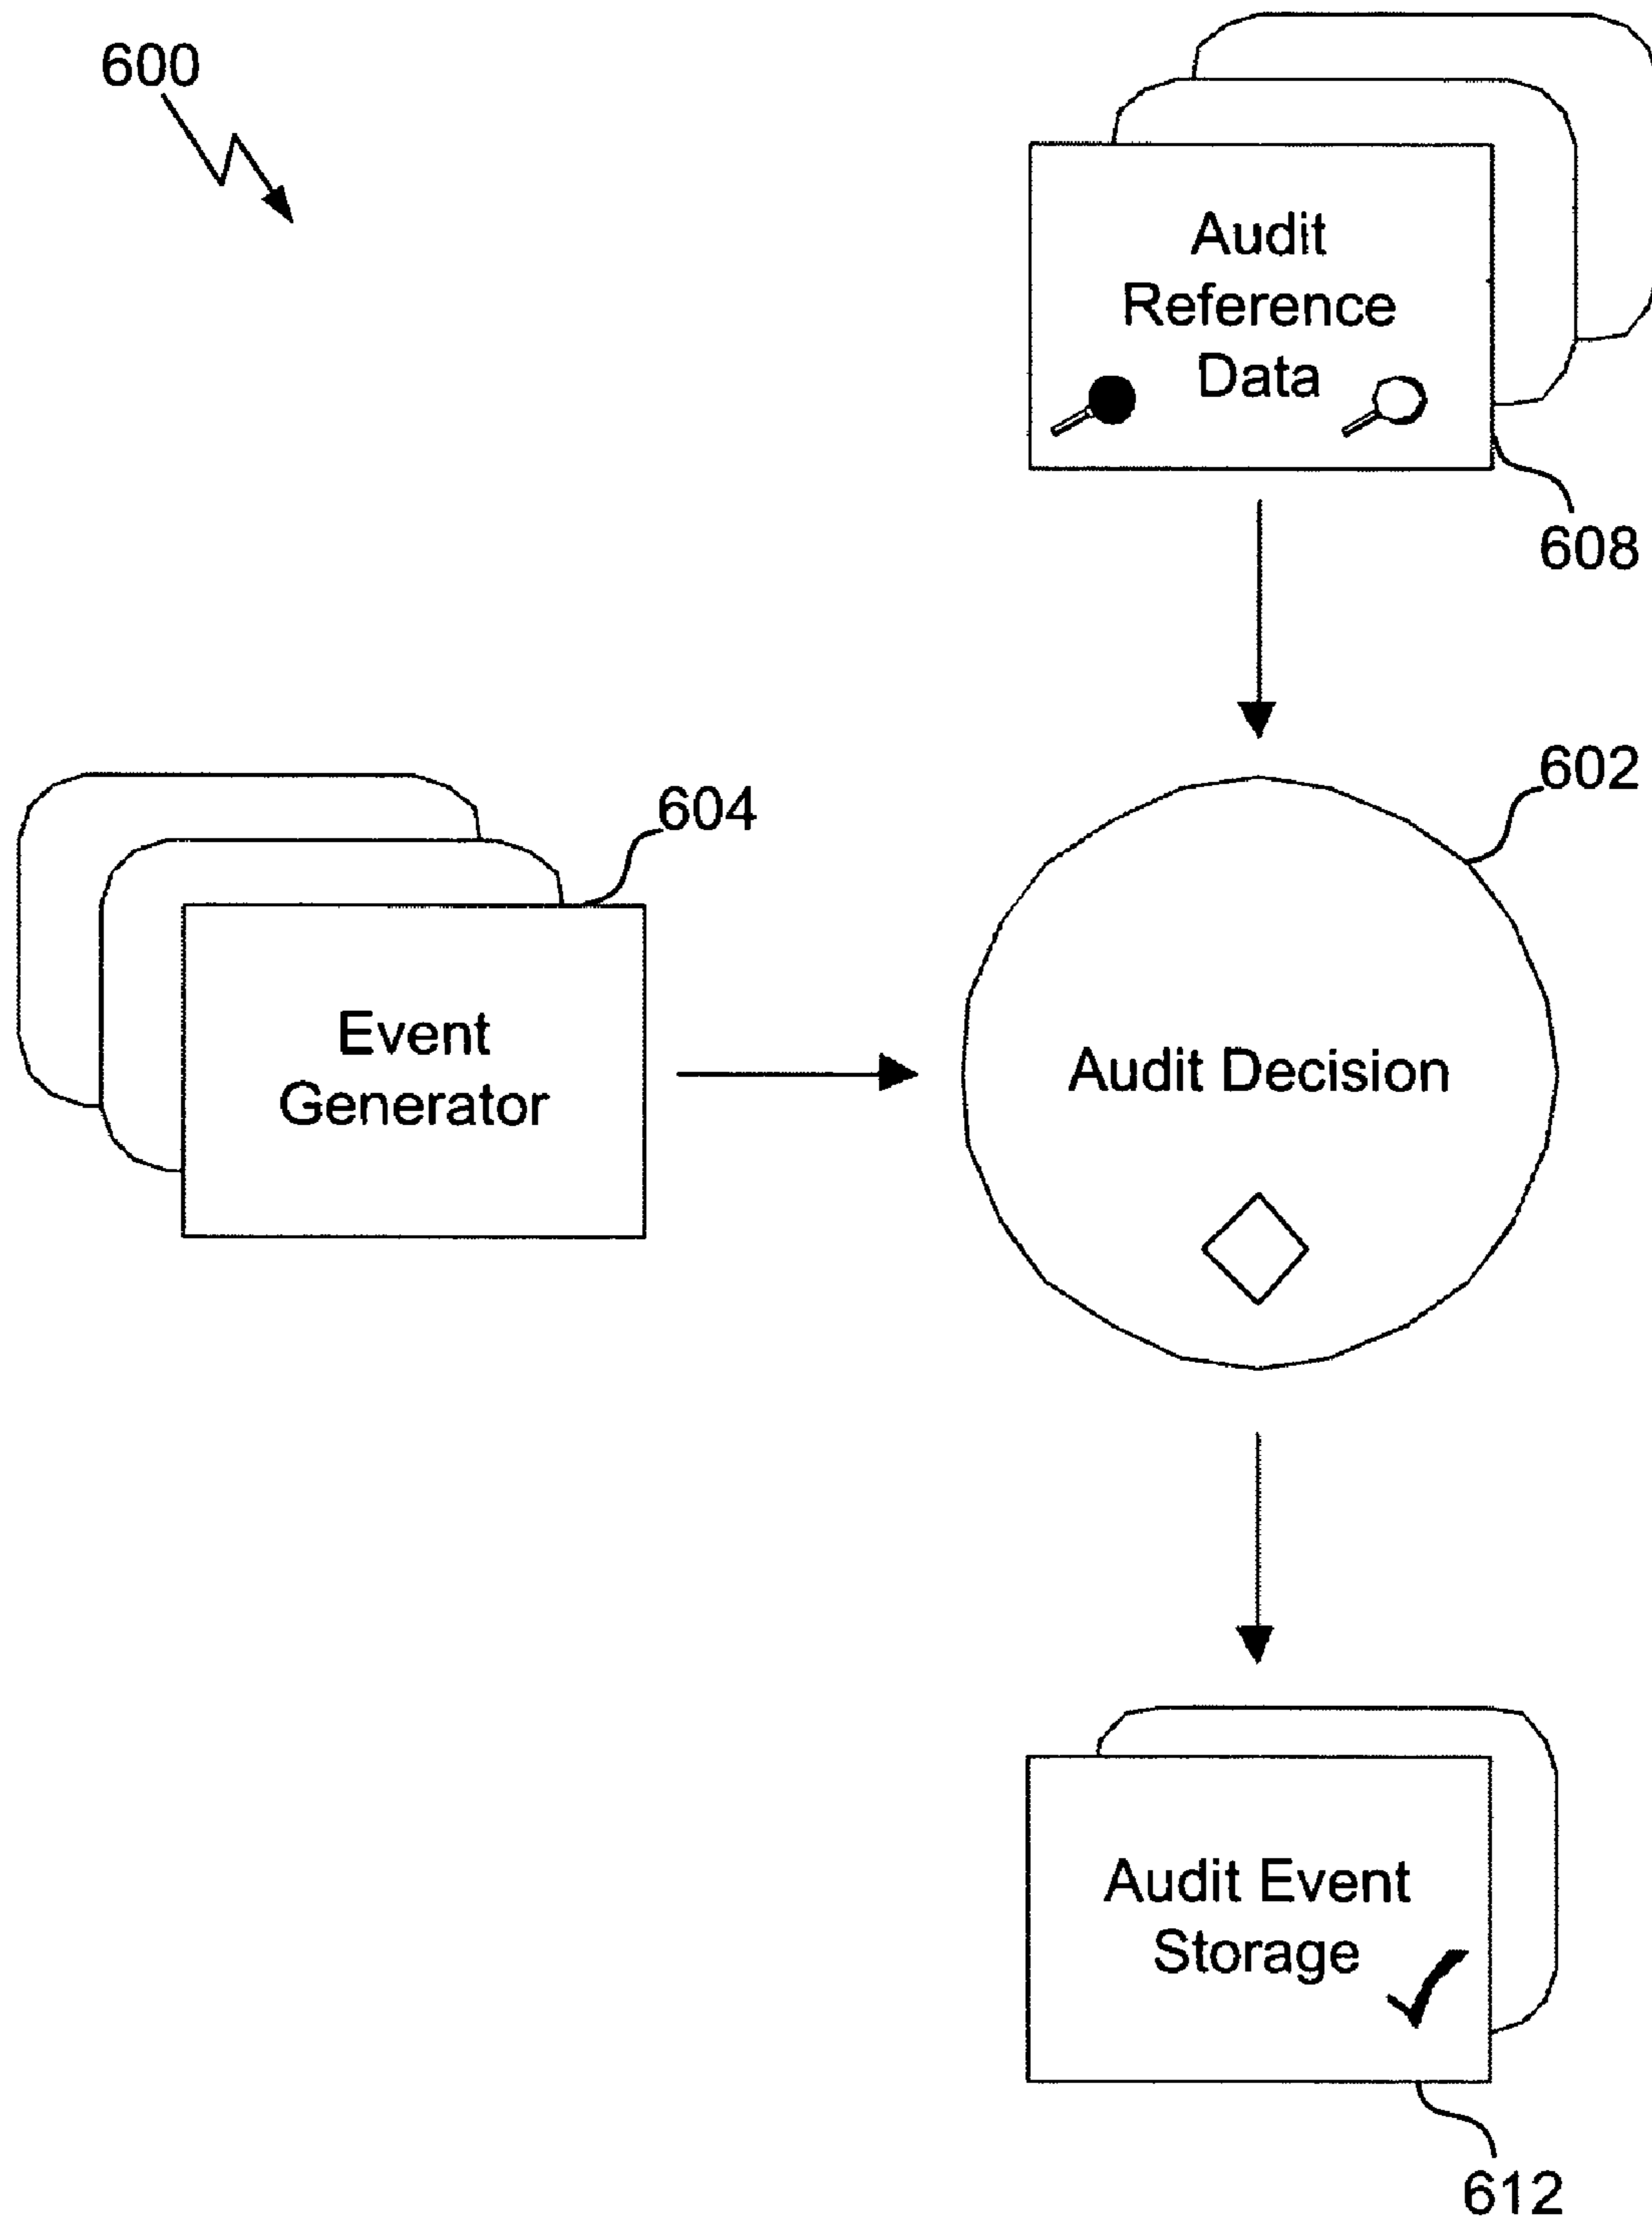 600
Audit
Reference
Data
608
602
604
Event
Generator
Audit Decision
Audit Event
Storage
612